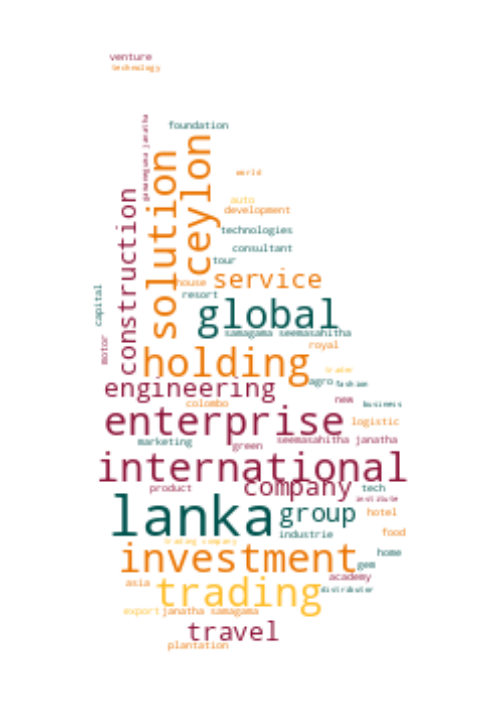 venture
technology
gamanaguna janatha
foundation
world
solution
ceylon
auto
development
construction
technologies
consultant
tour
house
service
resort
capital
global
samagama seemasahitha
motor
royal
holding
trader
agro
fashion
engineering
new
business
colombo
enterprise
logistic
marketing
green
seemasahitha janatha
international
product
company
tech
institute
lanka
group
hotel
industrie
food
trading company
investment
home
gem
academy
asia
trading
distributor
export
janatha samagama
travel
plantation